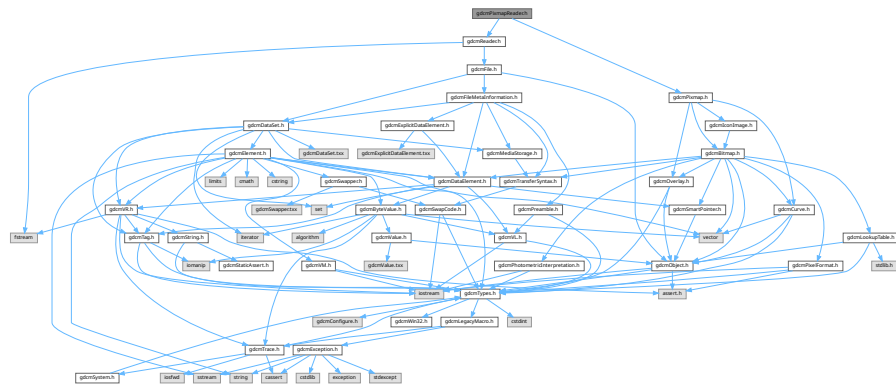 gdcmPixmapReader.h
gdcmReader.h
gdcmFile.h
gdcmFileMetaInformation.h
gdcmPixmap.h
gdcmDataSet.h
gdcmExplicitDataElement.h
gdcmIconImage.h
gdcmElement.h
gdcmDataSet.txx
gdcmExplicitDataElement.txx
gdcmMediaStorage.h
gdcmBitmap.h
limits
cmath
cstring
gdcmSwapper.h
gdcmDataElement.h
gdcmTransferSyntax.h
gdcmOverlay.h
gdcmVR.h
gdcmSwapper.txx
set
gdcmByteValue.h
gdcmSwapCode.h
gdcmPreamble.h
gdcmSmartPointer.h
gdcmCurve.h
fstream
gdcmTag.h
gdcmString.h
iterator
algorithm
gdcmValue.h
gdcmVL.h
vector
gdcmLookupTable.h
iomanip
gdcmStaticAssert.h
gdcmVM.h
gdcmValue.txx
gdcmPhotometricInterpretation.h
gdcmObject.h
gdcmPixelFormat.h
stdlib.h
iostream
gdcmTypes.h
assert.h
gdcmConfigure.h
gdcmWin32.h
gdcmLegacyMacro.h
cstdint
gdcmTrace.h
gdcmException.h
gdcmSystem.h
iosfwd
sstream
string
cassert
cstdlib
exception
stdexcept